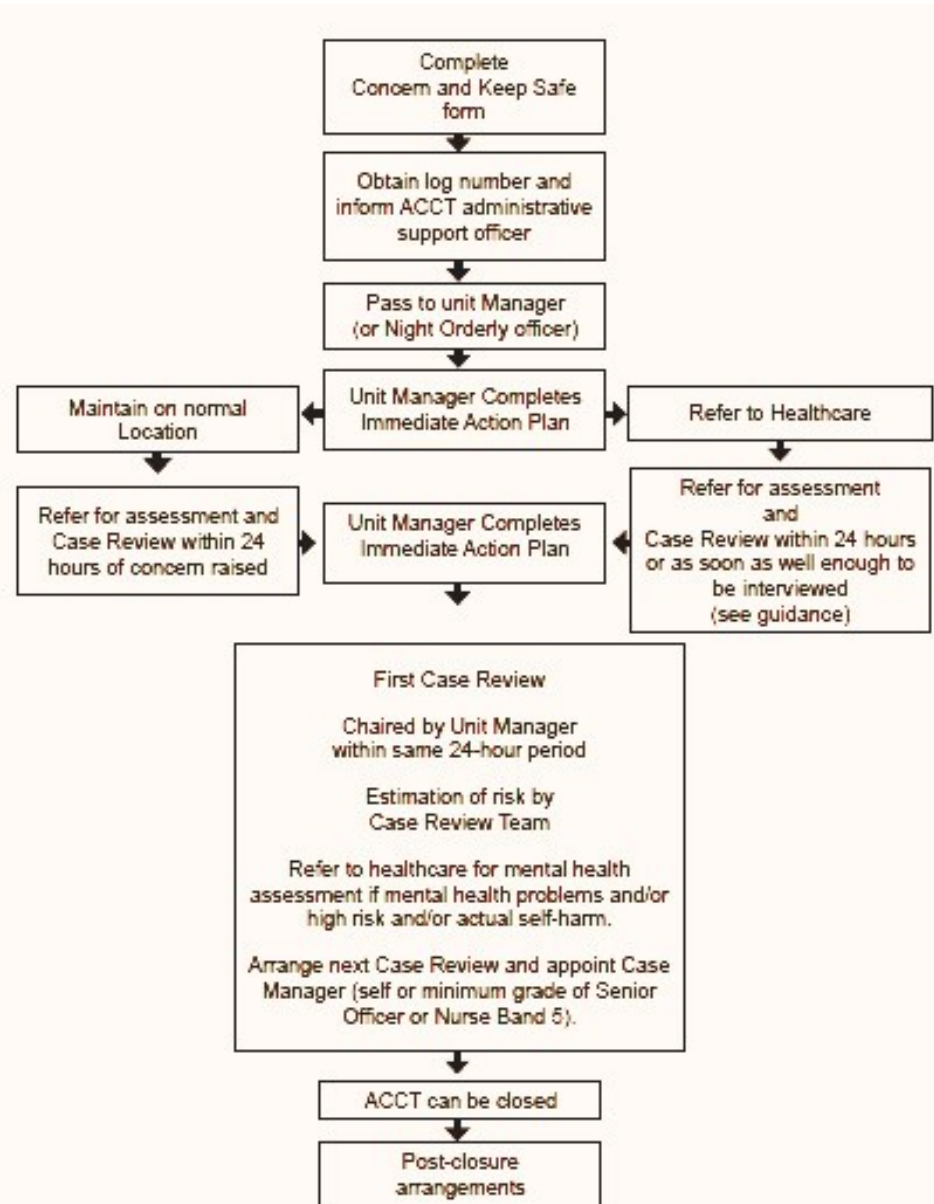 Complete
Concern and Keep Safe
form
Obtain log number and
inform ACCT administrative
support officer
Pass to unit Manager
(or Night Orderly officer)
Unit Manager Completes
Immediate Action Plan
Maintain on normal
Location
Refer to Healthcare
Refer for assessment and
Case Review within 24
hours of concern raised
Unit Manager Completes
Immediate Action Plan
Refer for assessment
and
Case Review within 24 hours
or as soon as well enough to
be interviewed
(see guidance)
First Case Review
Chaired by Unit Manager
within same 24-hour period
Estimation of risk by
Case Review Team
Refer to healthcare for mental health
assessment if mental health problems and/or
high risk and/or actual self-harm.
Arrange next Case Review and appoint Case
Manager (self or minimum grade of Senior
Officer or Nurse Band 5).
ACCT can be closed
Post-closure
arrangements